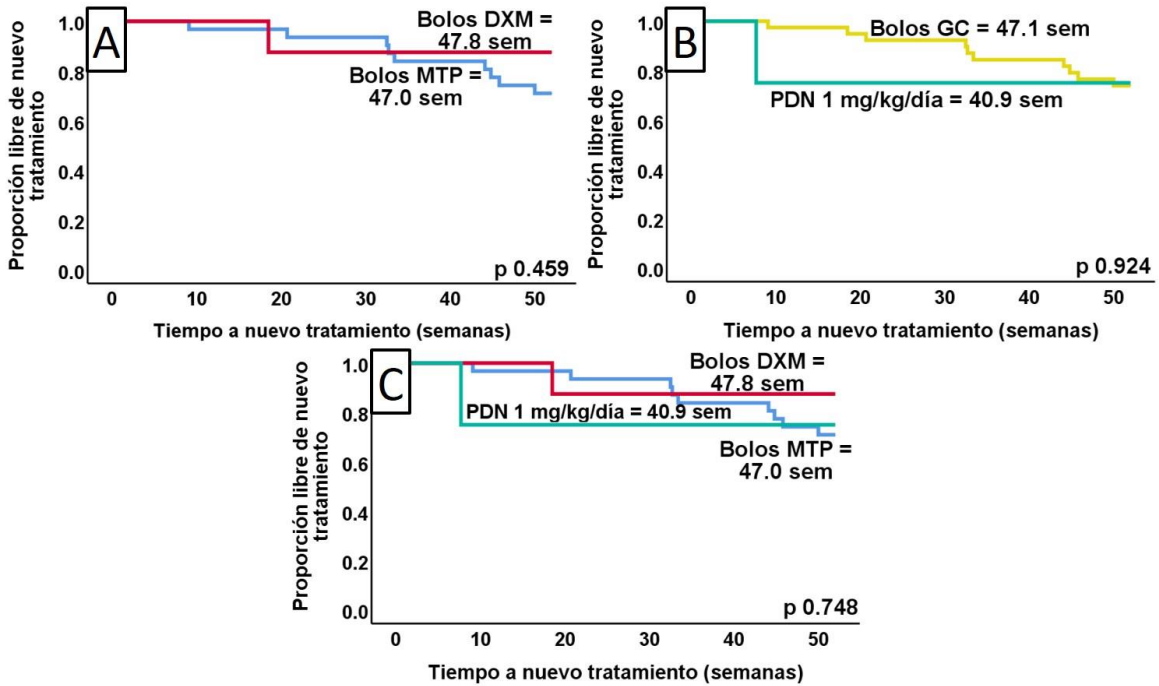 A
Proporción libre de nuevo
tratamiento
1.0
0.8
0.6
0.4
0.2
0.0
Bolos DXM =
47.8 sem
Bolos MTP =
47.0 sem
p 0.459
0 10 20 30 40 50
Tiempo a nuevo tratamiento (semanas)
B
Proporción libre de nuevo
tratamiento
1.0
0.8
0.6
0.4
0.2
0.0
Bolos GC = 47.1 sem
PDN 1 mg/kg/día = 40.9 sem
p 0.924
0 10 20 30 40 50
Tiempo a nuevo tratamiento (semanas)
C
Proporción libre de nuevo
tratamiento
1.0
0.8
0.6
0.4
0.2
0.0
Bolos DXM =
47.8 sem
PDN 1 mg/kg/día = 40.9 sem
Bolos MTP =
47.0 sem
p 0.748
0 10 20 30 40 50
Tiempo a nuevo tratamiento (semanas)